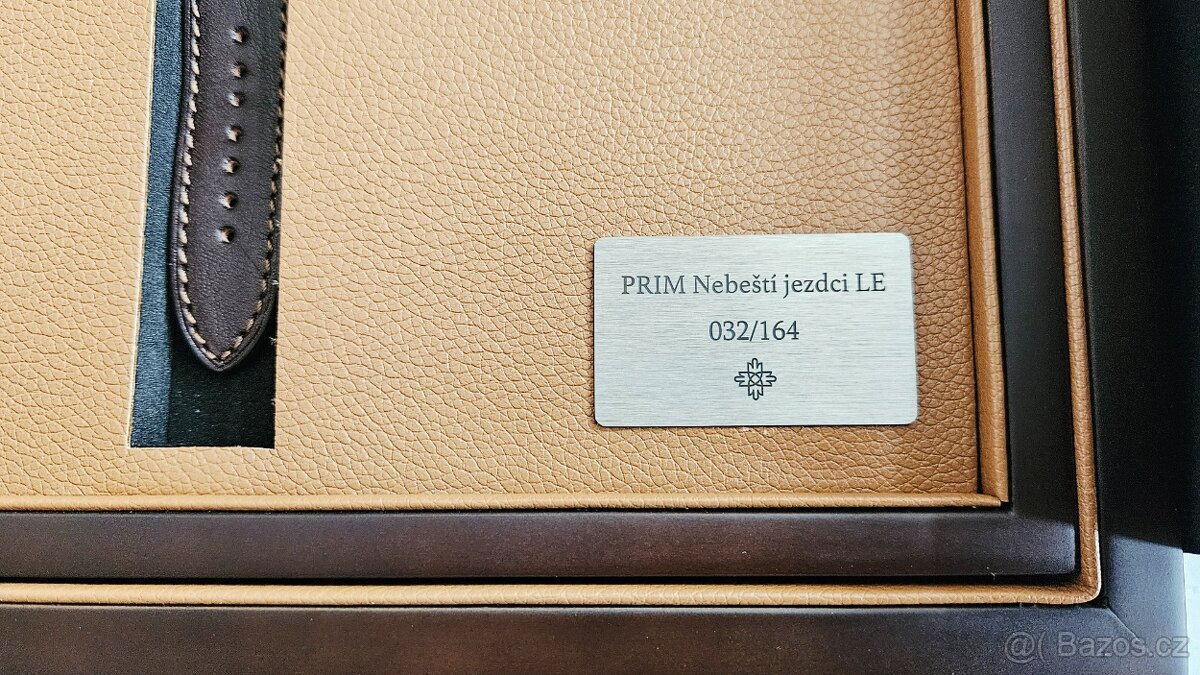 PRIM Nebeští jezdci LE
032/164
@( Bazos.cz